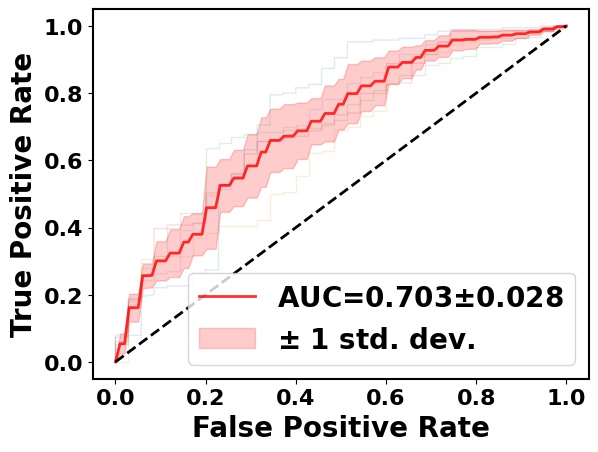 True Positive Rate
1.0
0.8
0.6
0.4
0.2
0.0
AUC=0.703±0.028
± 1 std. dev.
0.0 0.2 0.4 0.6 0.8 1.0
False Positive Rate